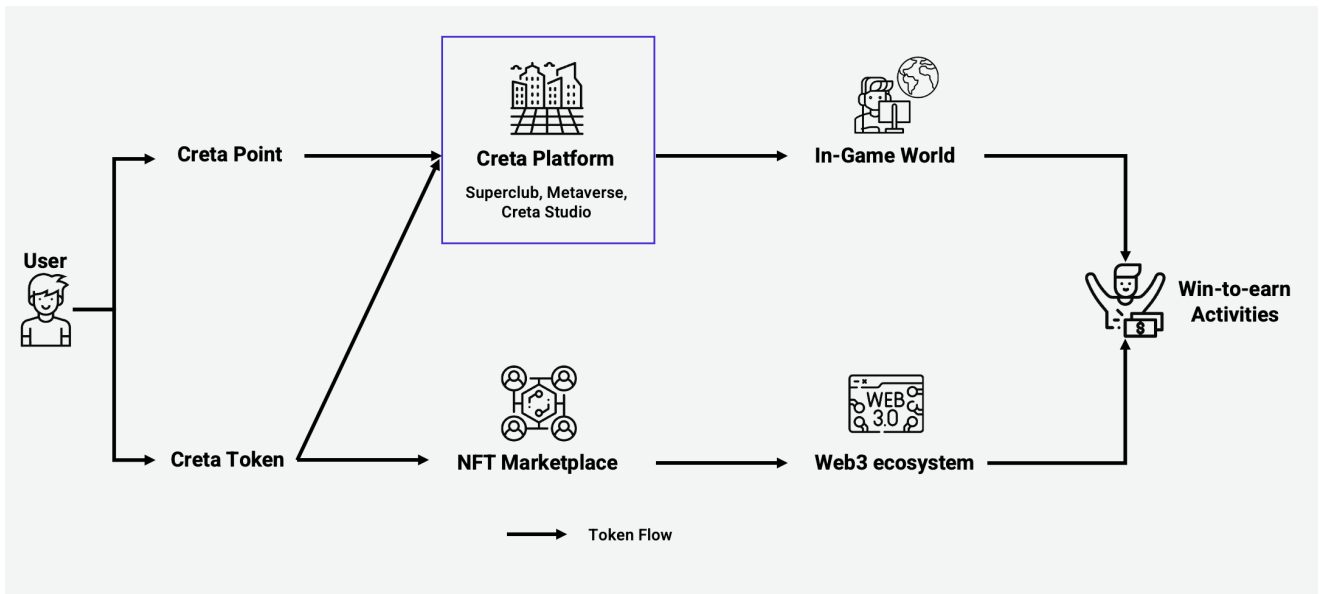 Creta Point
Creta Platform
Superclub, Metaverse,
Creta Studio
In-Game World
User
Win-to-earn
Activities
WEB
3.0
$
Creta Token
NFT Marketplace
Web3 ecosystem
Token Flow